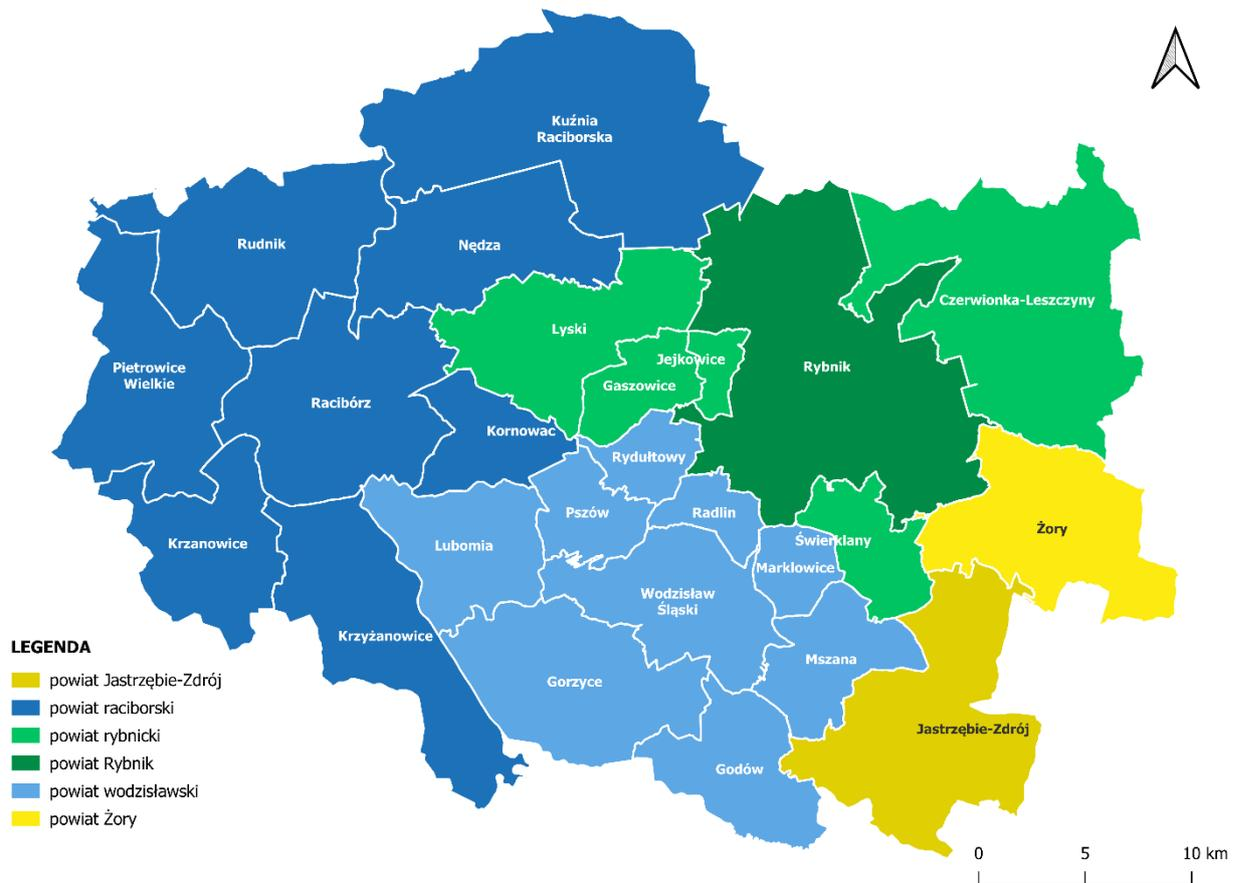 Kuźnia
Raciborska
Rudnik
Nędza
Czerwionka-Leszczyny
Lyski
Jejkowice
Pietrowice
Wielkie
Rybnik
Gaszowice
Racibórz
Kornowac
Rydułtowy
Pszów
Radlin
Żory
Świerklany
Krzanowice
Lubomia
Marklowice
Wodzisław
Śląski
Krzyżanowice
Mszana
Gorzyce
Jastrzębie-Zdrój
Godów
LEGENDA
powiat Jastrzębie-Zdrój
powiat raciborski
powiat rybnicki
powiat Rybnik
powiat wodzisławski
powiat Żory
0 5 10 km